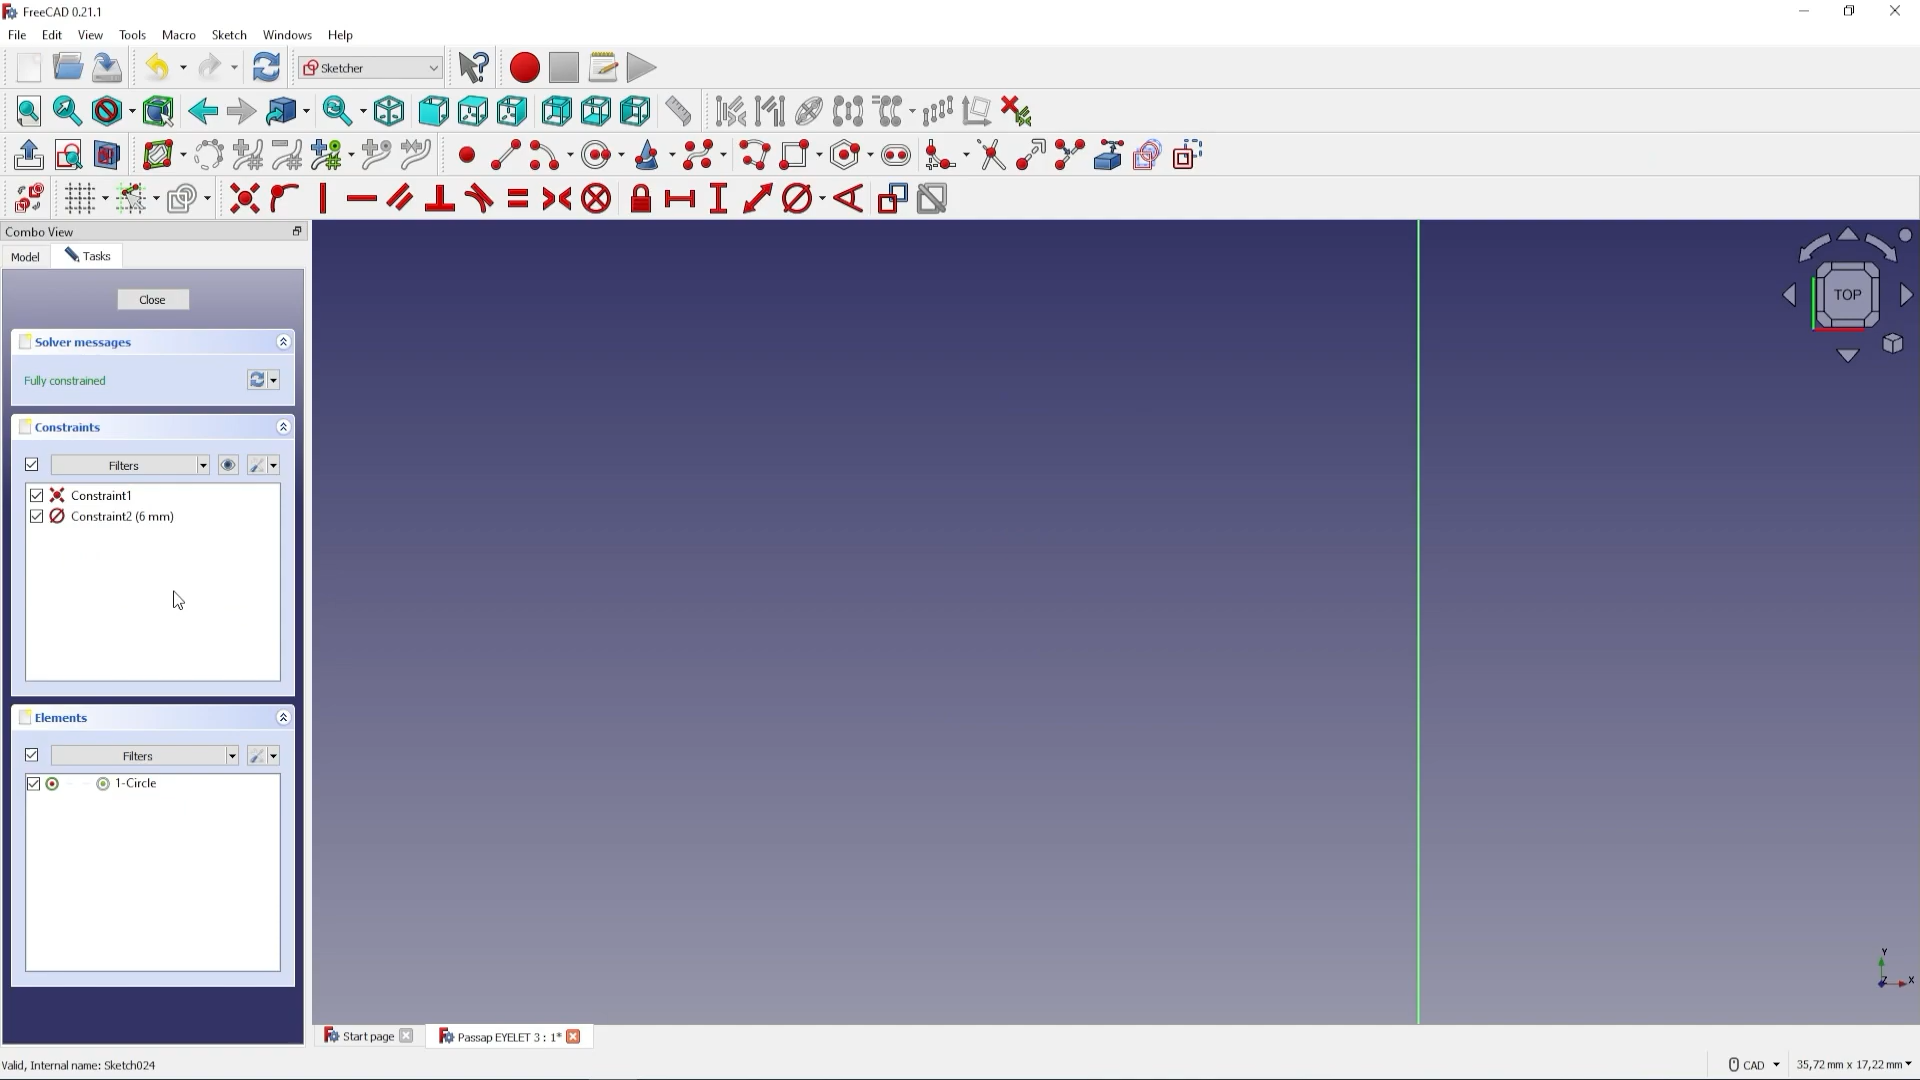 FreeCAD 0.21.1
File Edit View Tools Macro Sketch Windows Help
Sketcher
Combo View
Model Tasks
Close
Solver messages
Fully constrained
Constraints
Filters
Constraint1
Constraint2 (6 mm)
Elements
Filters
1-Circle
TOP
Y
Z X
Start page Passap EYELET 3 : 1*
Valid, Internal name: Sketch024 CAD 35,72 mm x 17,22 mm